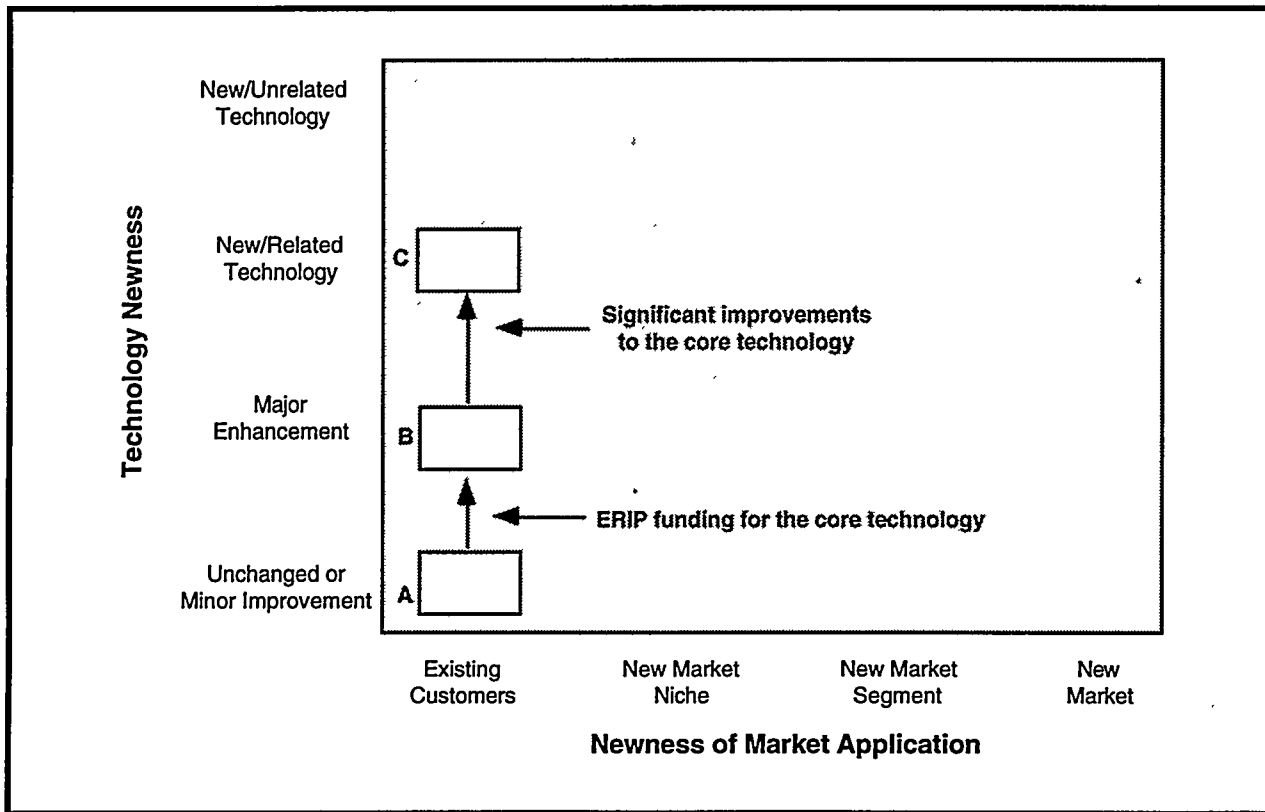 New/Unrelated
Technology
New/Related
Technology
C
Significant improvements
to the core technology
Technology Newness
Major
Enhancement
B
ERIP funding for the core technology
Unchanged or
Minor Improvement
A
Existing
Customers
New Market
Niche
New Market
Segment
New
Market
Newness of Market Application